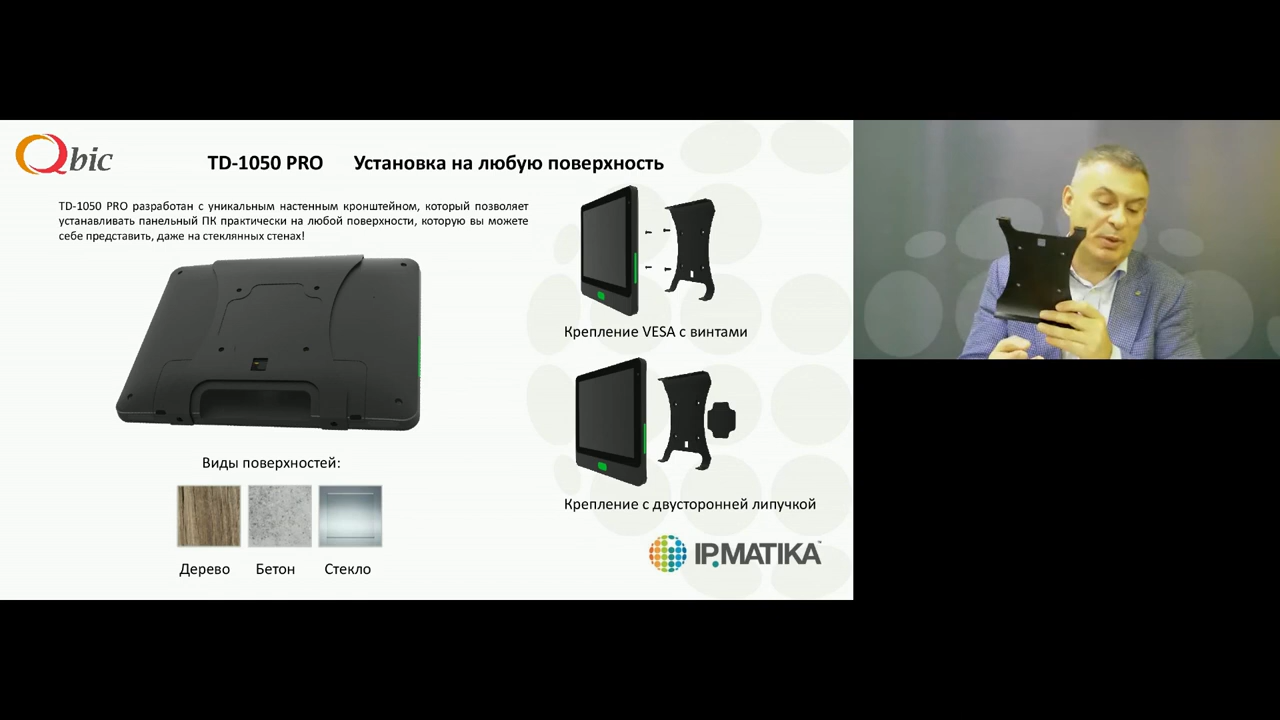 Qbic
TD-1050 PRO Установка на любую поверхность
TD-1050 PRO разработан с уникальным настенным кронштейном, который позволяет
устанавливать панельный ПК практически на любой поверхности, которую вы можете
себе представить, даже на стеклянных стенах!
Крепление VESA с винтами
Виды поверхностей:
Крепление с двусторонней липучкой
Дерево Бетон Стекло
IPMATIKA™